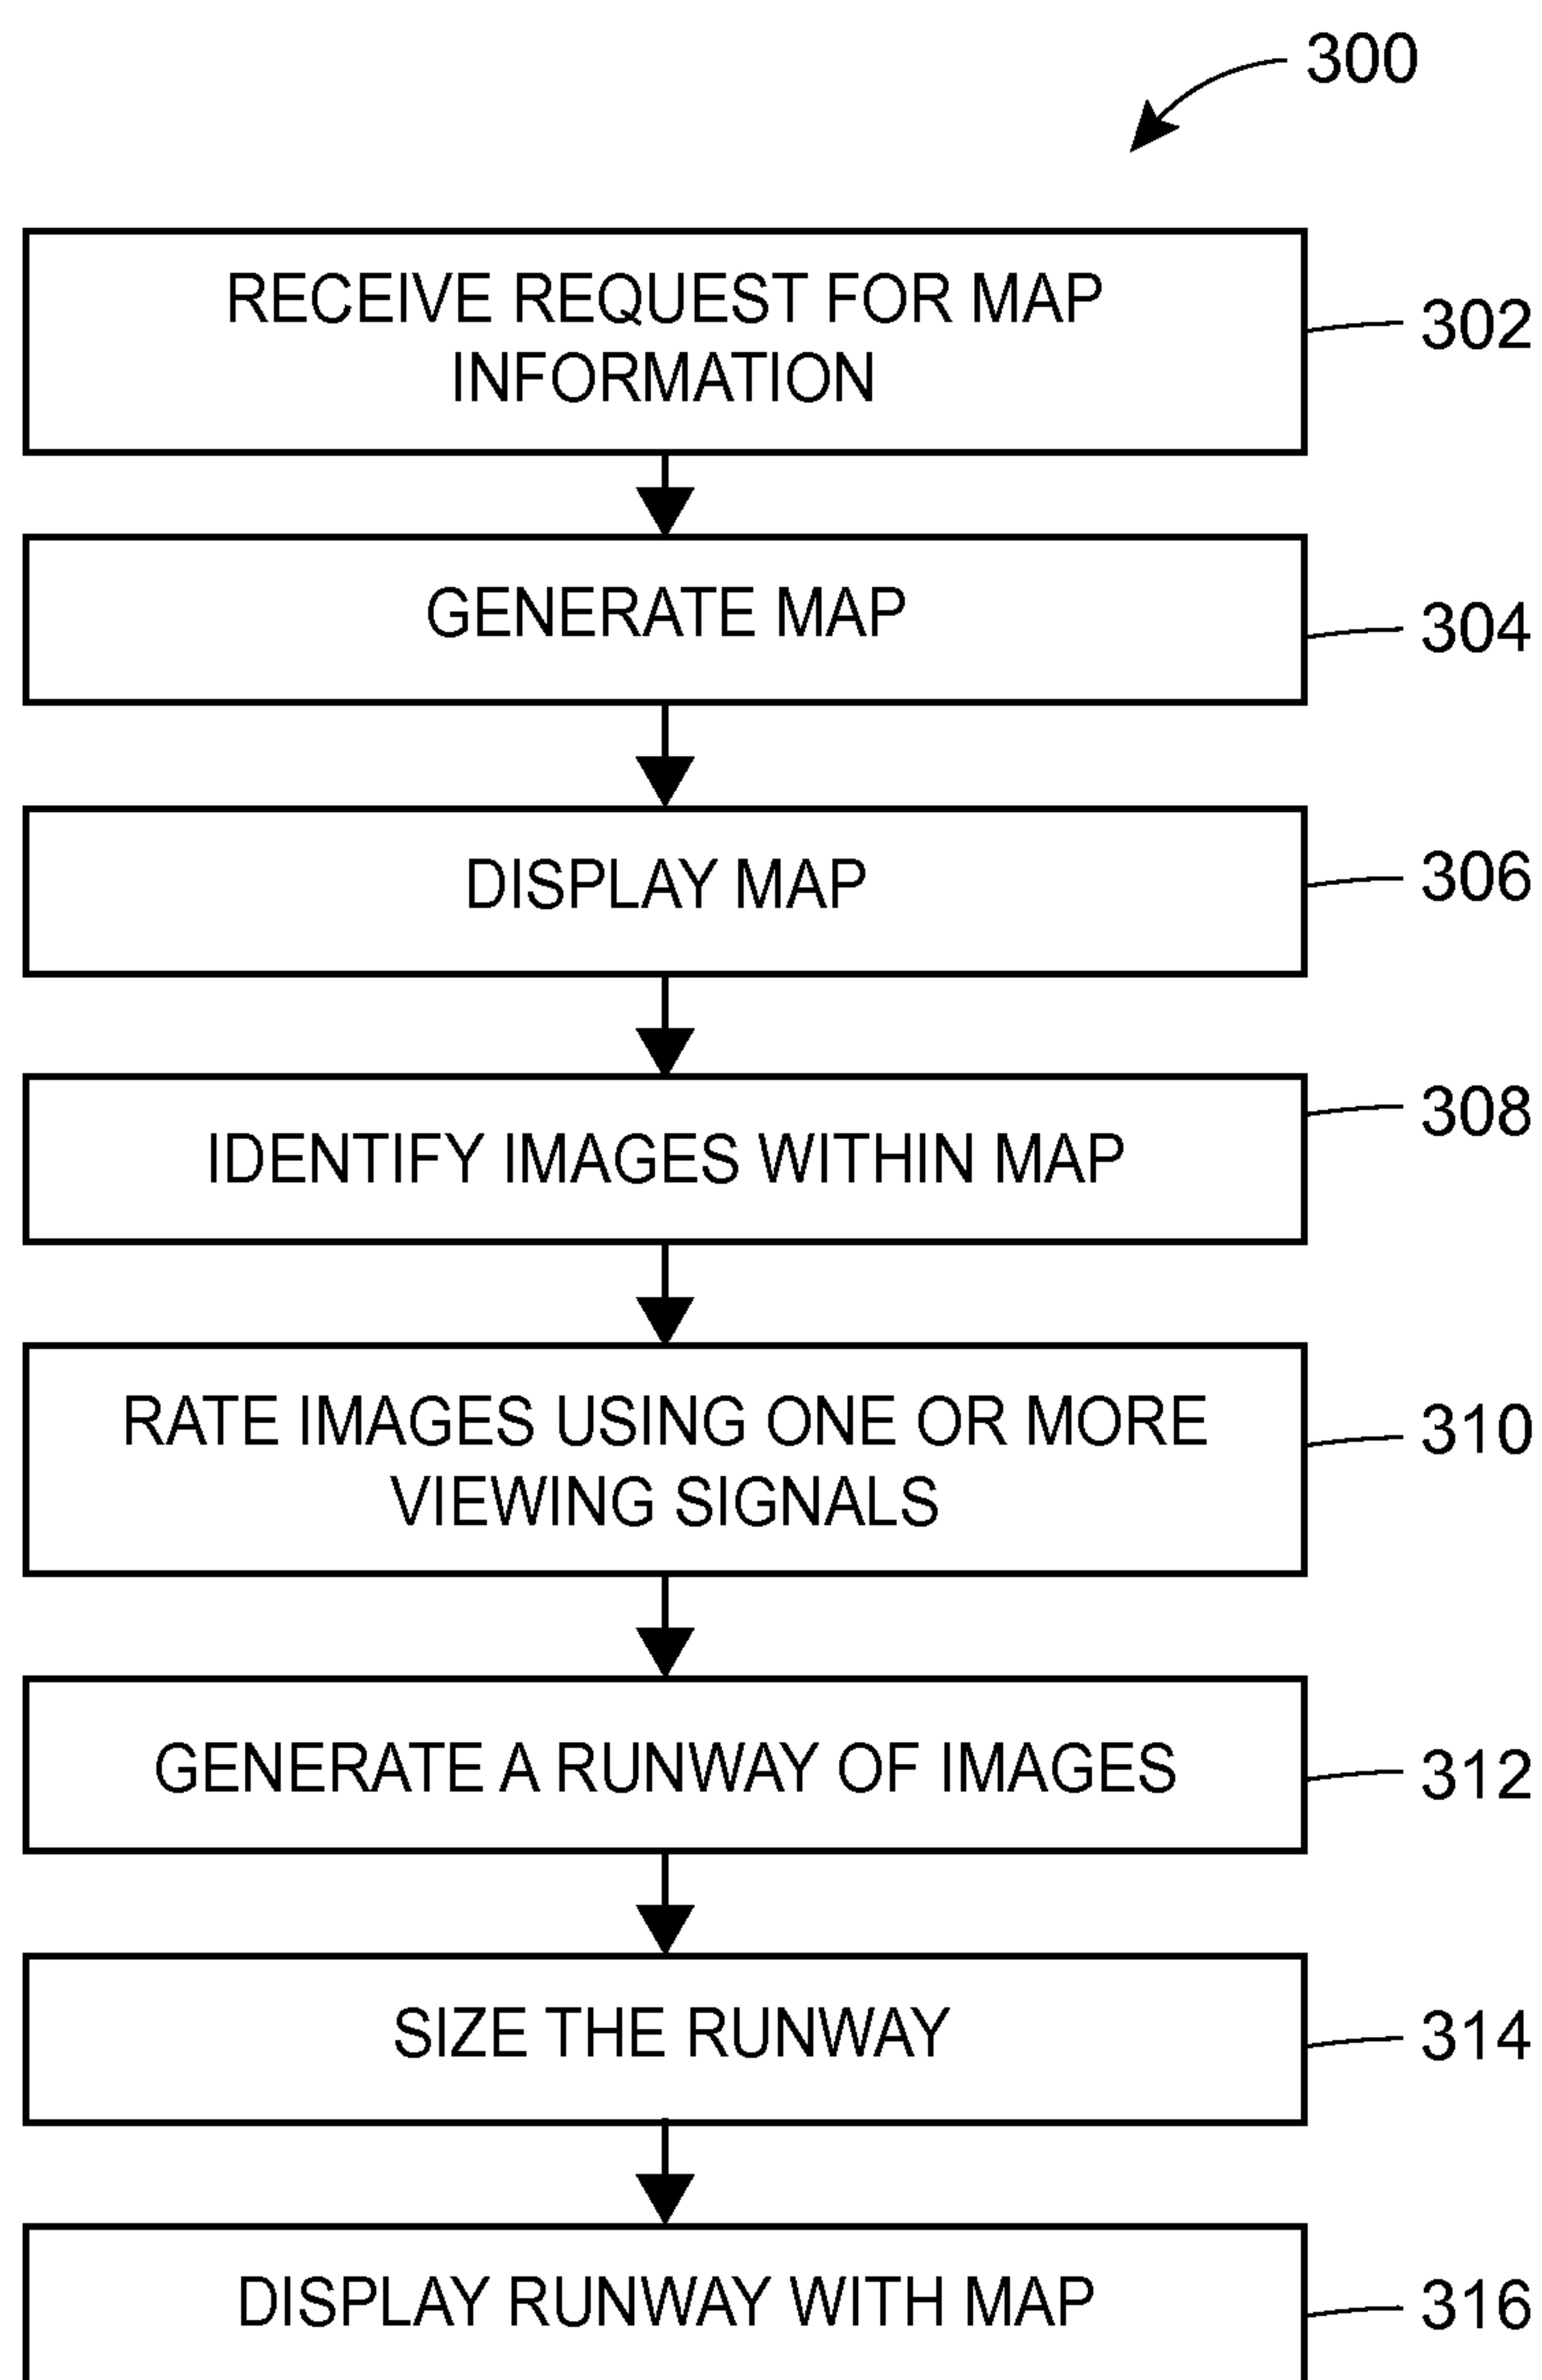 300
RECEIVE REQUEST FOR MAP
INFORMATION
302
GENERATE MAP
304
DISPLAY MAP
306
IDENTIFY IMAGES WITHIN MAP
308
RATE IMAGES USING ONE OR MORE
VIEWING SIGNALS
310
GENERATE A RUNWAY OF IMAGES
312
SIZE THE RUNWAY
314
DISPLAY RUNWAY WITH MAP
316